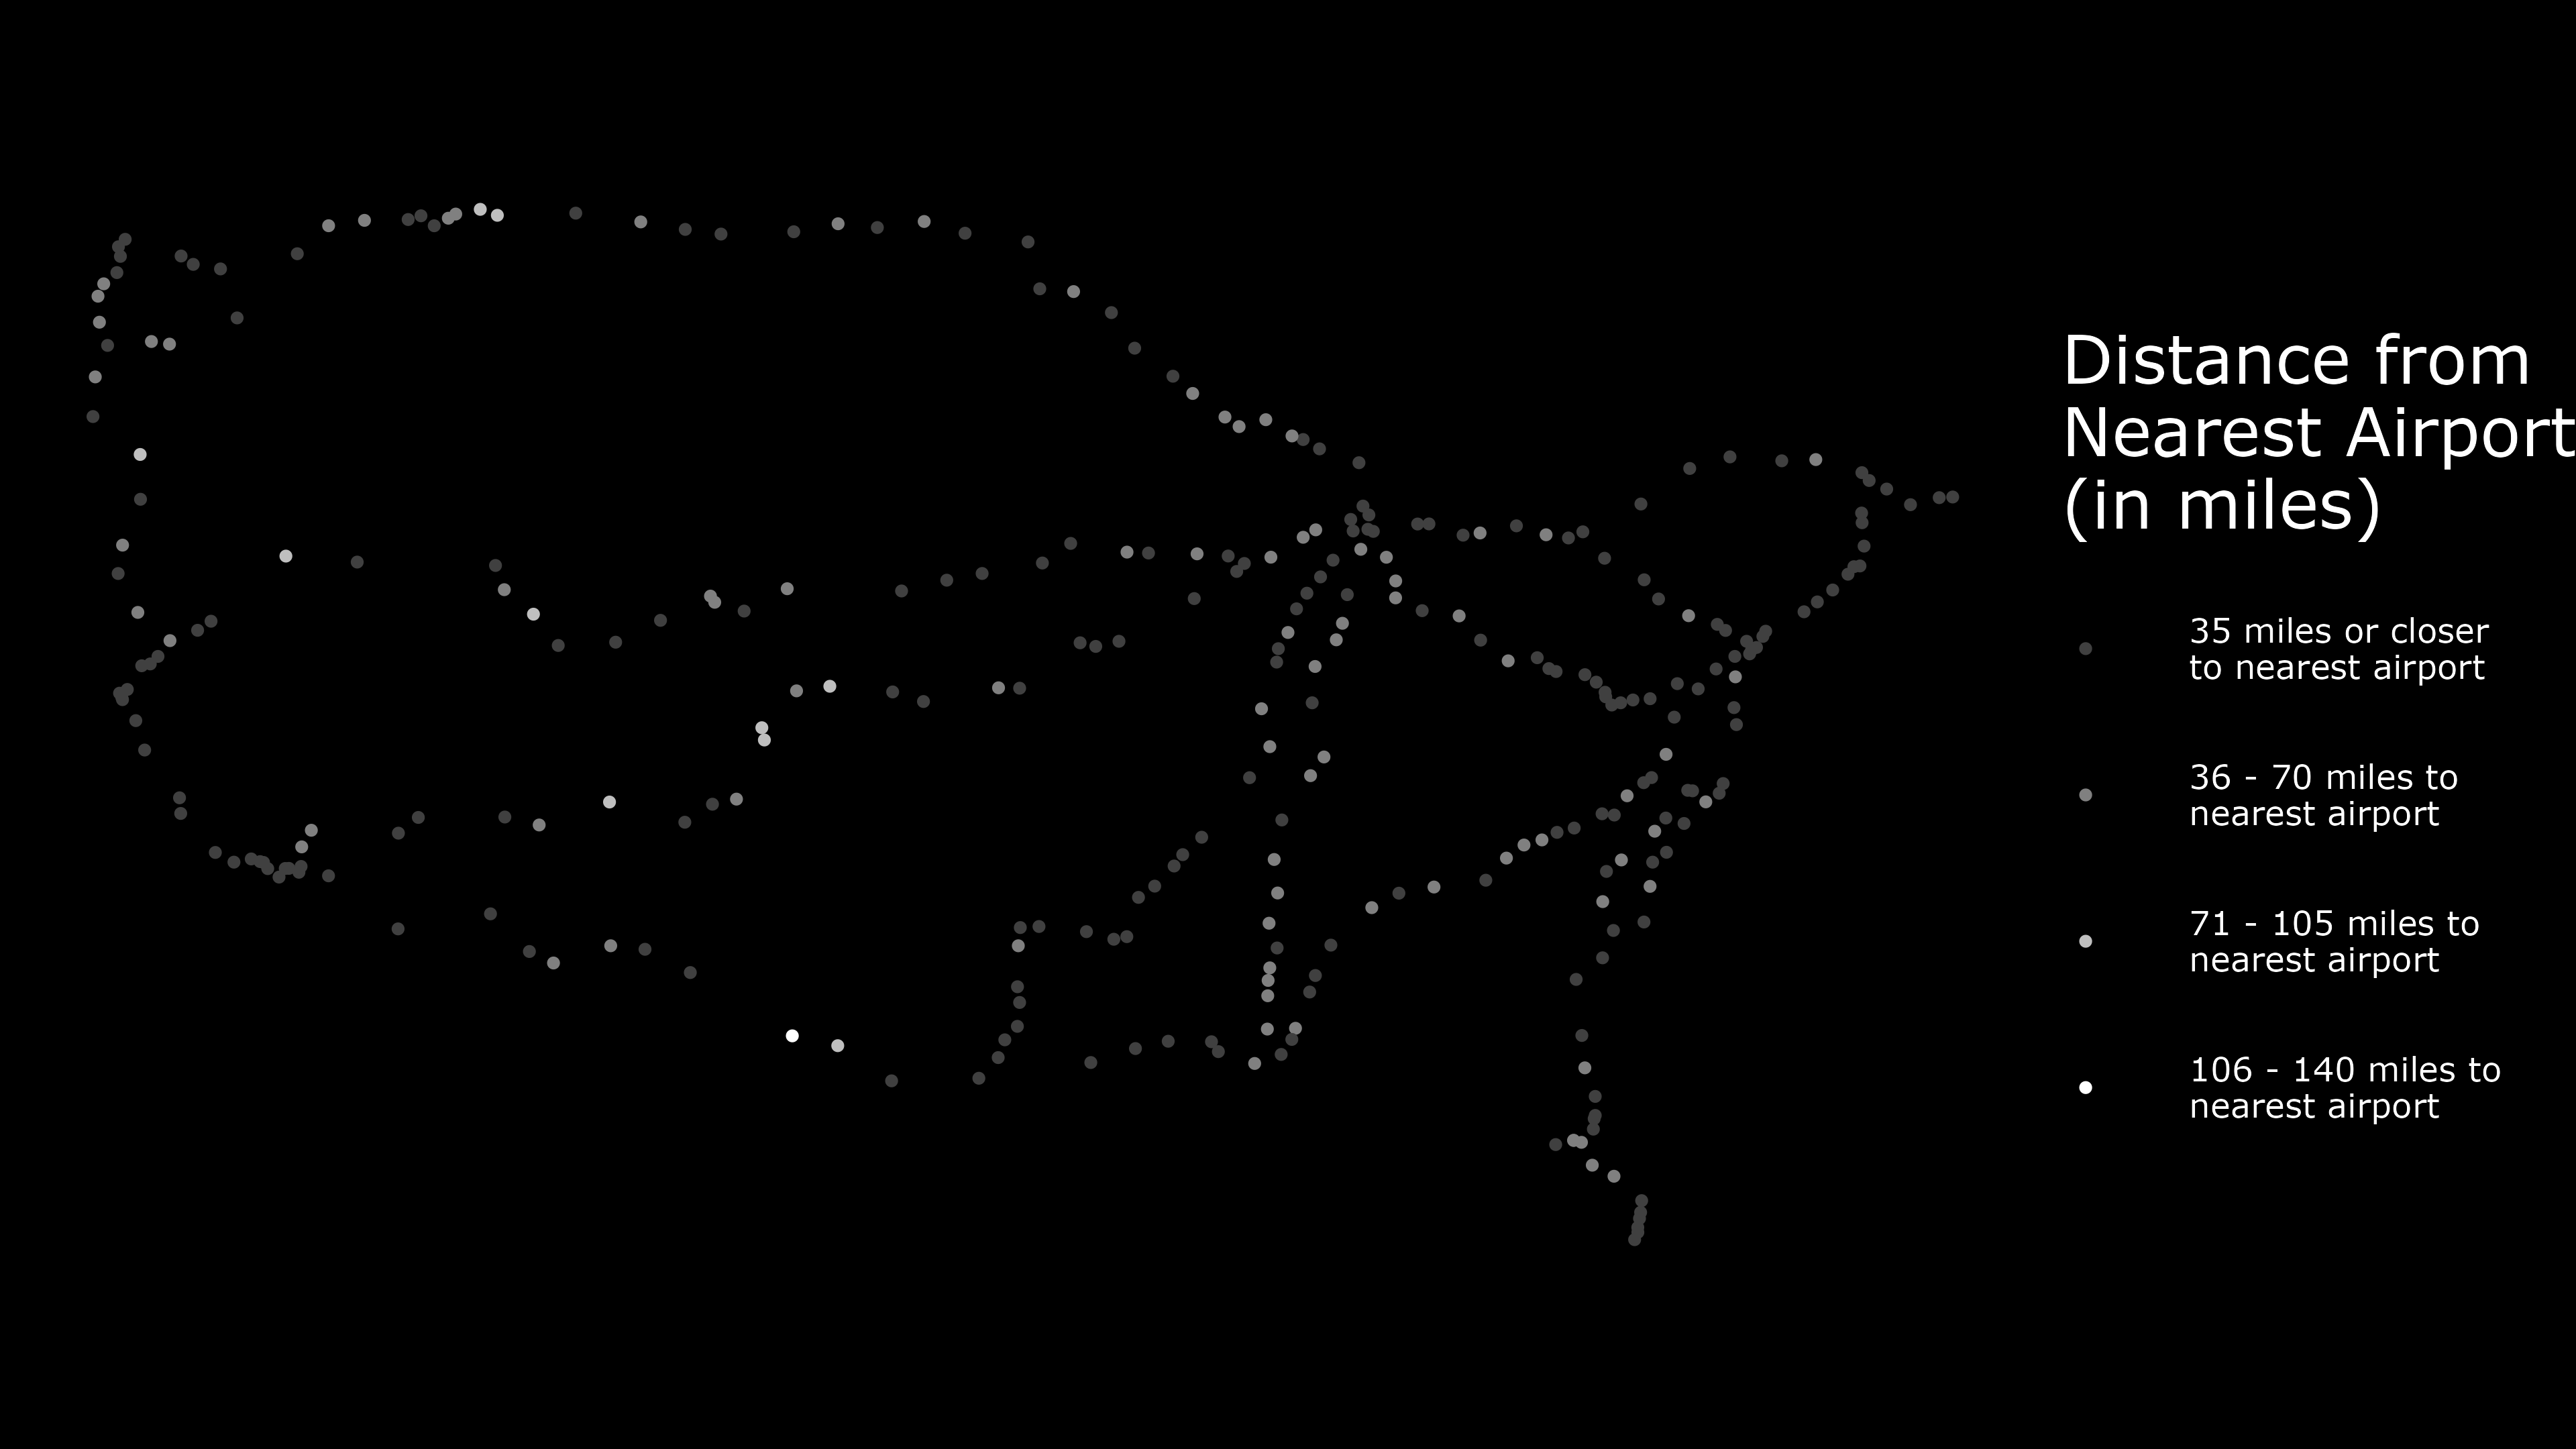 Distance from
Nearest Airport
(in miles)
35 miles or closer
to nearest airport
36 - 70 miles to
nearest airport
71 - 105 miles to
nearest airport
106 - 140 miles to
nearest airport